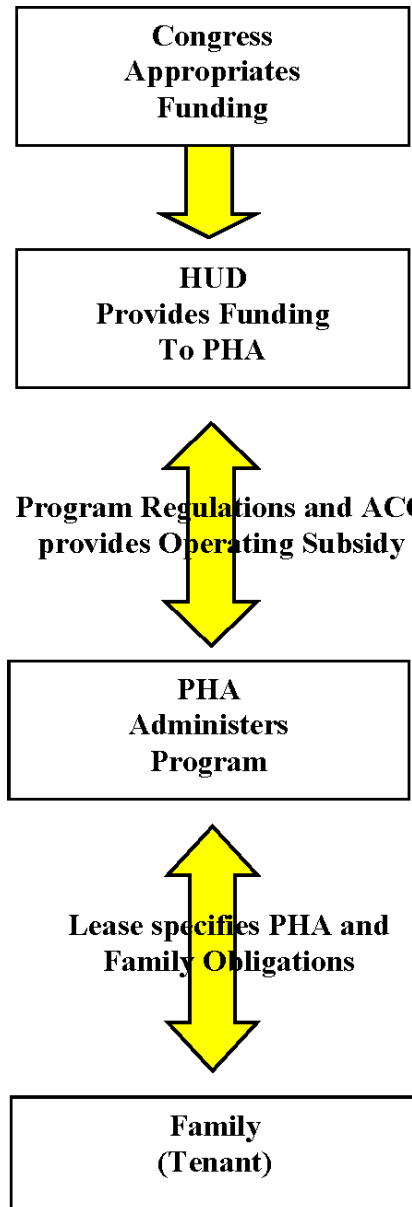 Congress
Appropriates
Funding
HUD
Provides Funding
To PHA
Program Regulations and ACC
provides Operating Subsidy
PHA
Administers
Program
Lease specifies PHA and
Family Obligations
Family
(Tenant)